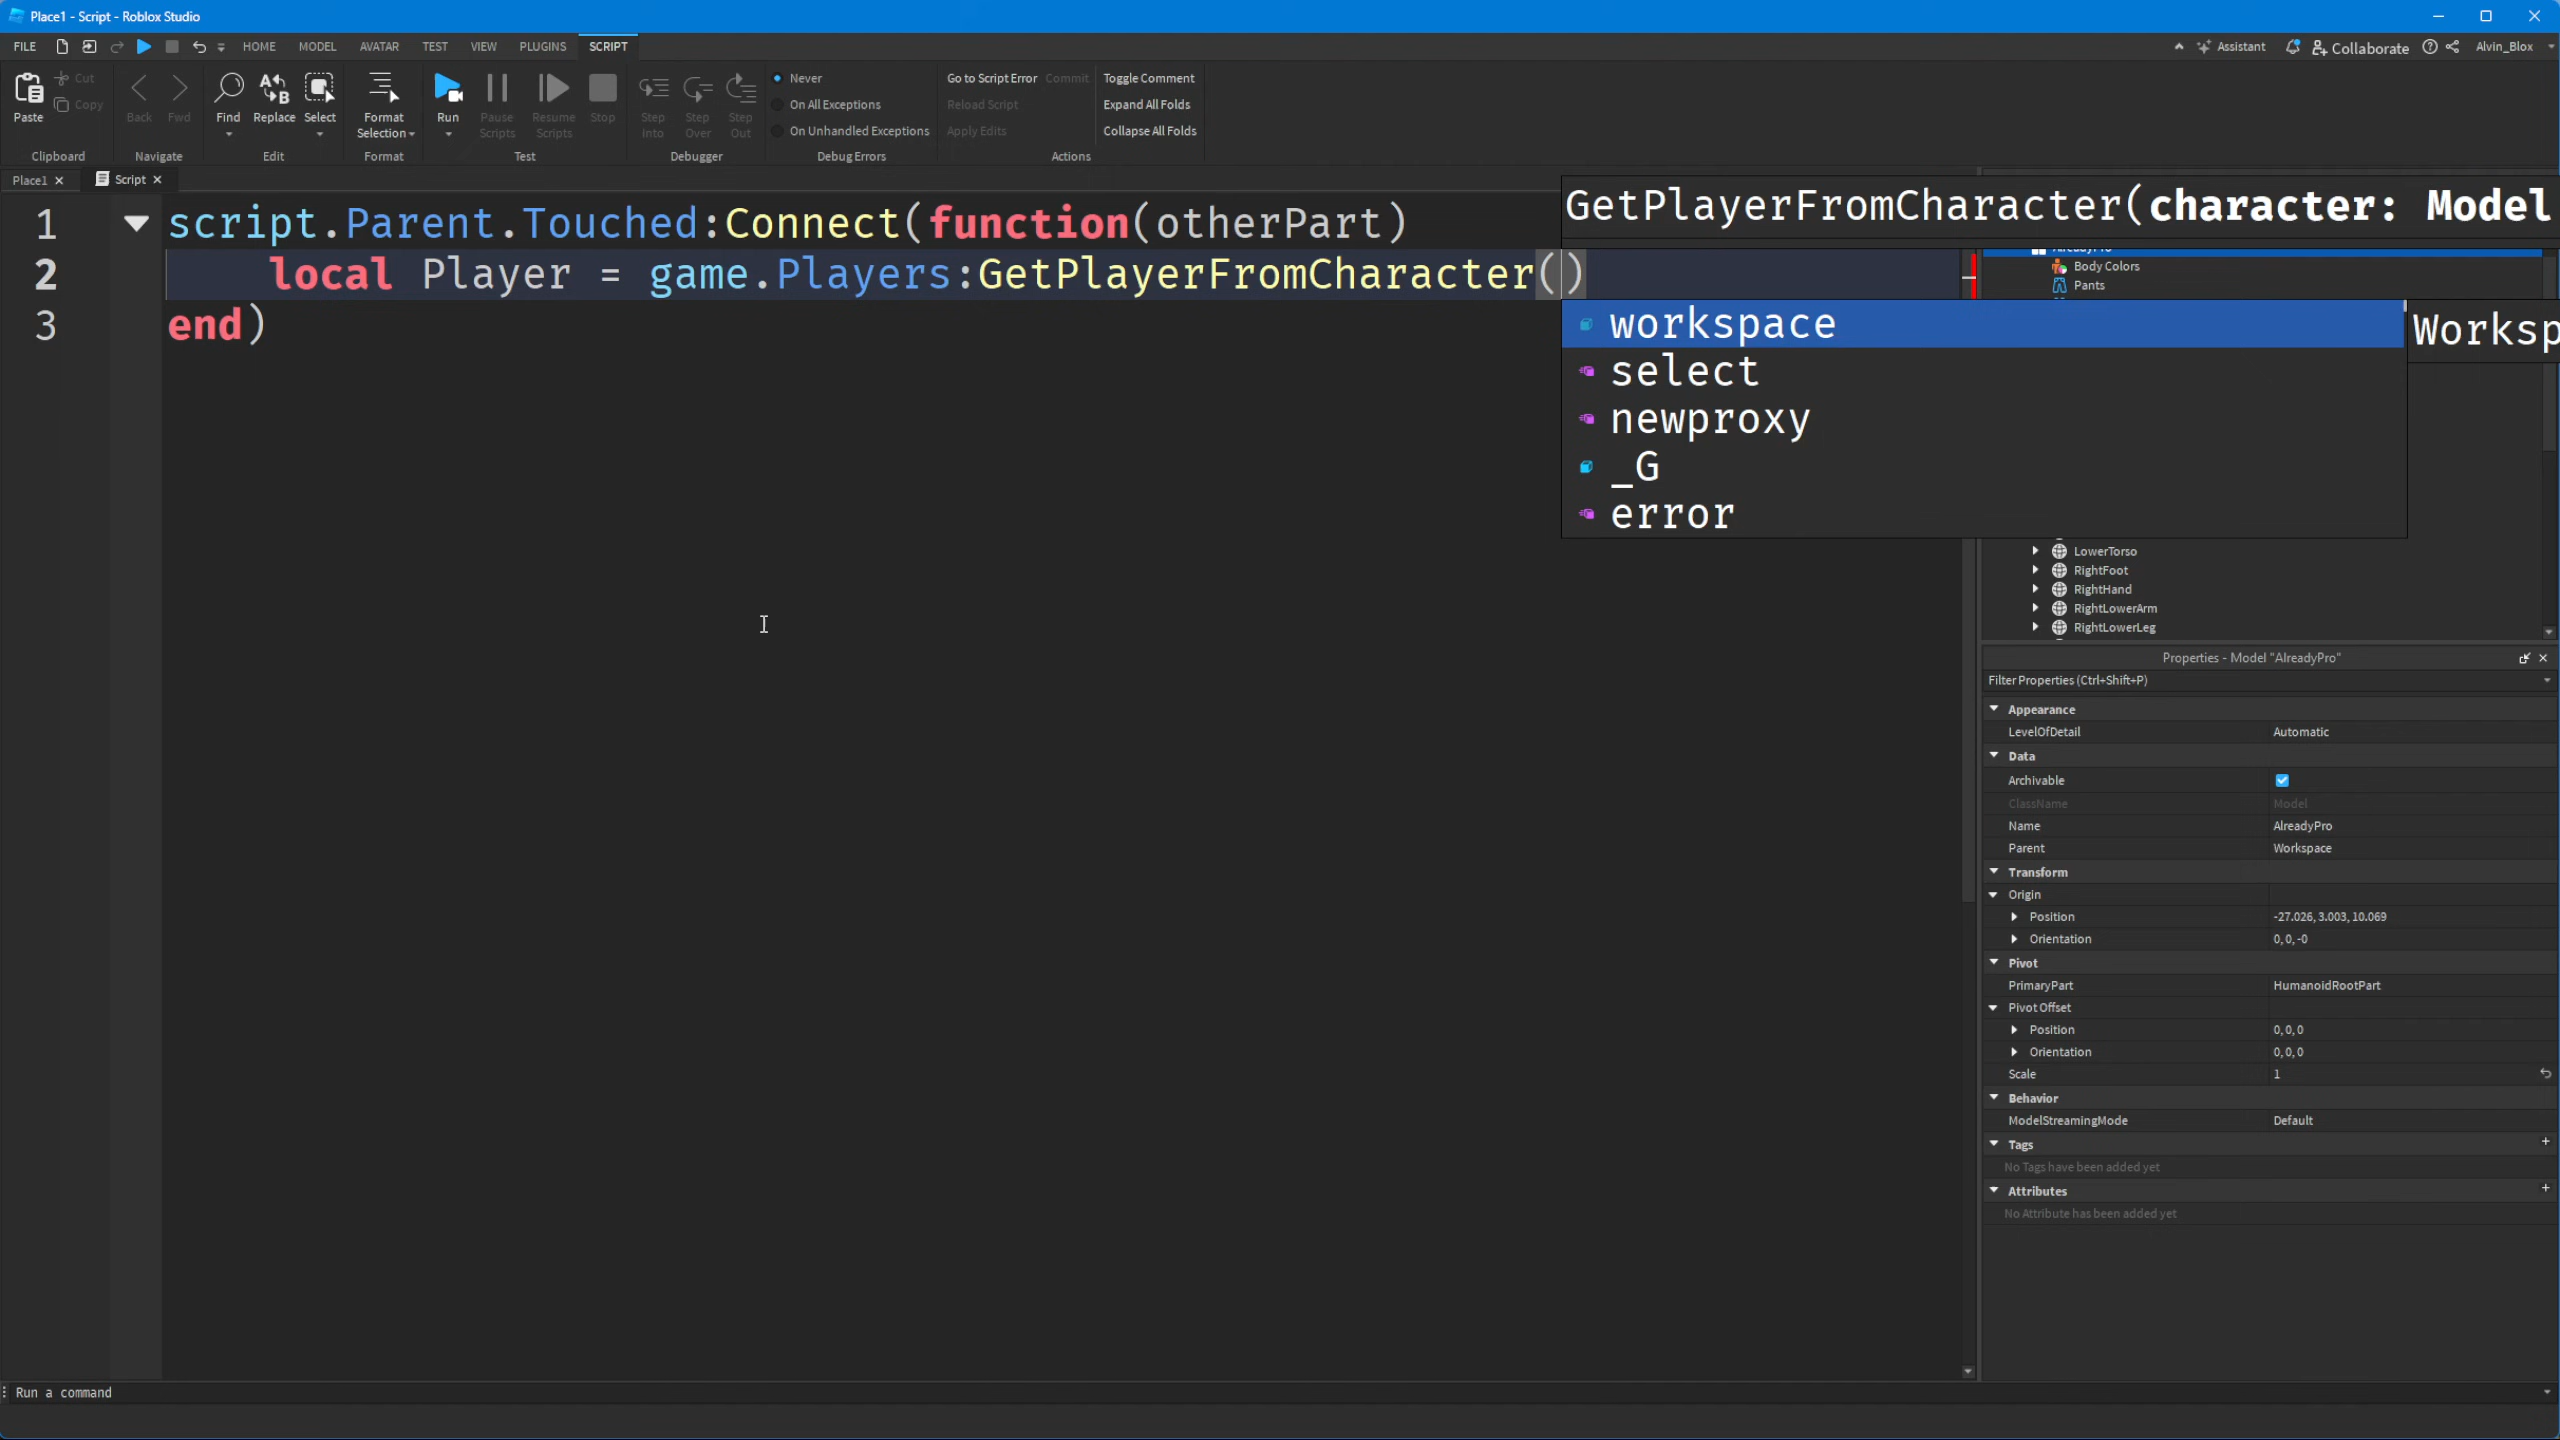 Place1 - Script - Roblox Studio
FILE HOME MODEL AVATAR TEST VIEW PLUGINS SCRIPT Assistant Collaborate Alvin_Blox
Paste Cut Copy Back Fwd Find Replace Select Format Selection Run Pause Scripts Resume Scripts Stop Step Into Step Over Step Out
Never
On All Exceptions
On Unhandled Exceptions
Go to Script Error Commit
Reload Script
Apply Edits
Toggle Comment
Expand All Folds
Collapse All Folds
Clipboard Navigate Edit Format Test Debugger Debug Errors Actions
Place1 Script
1 script.Parent.Touched:Connect(function(otherPart)
2 local Player = game.Players:GetPlayerFromCharacter()
3 end)
GetPlayerFromCharacter(character: Model
workspace
select
newproxy
_G
error
Worksp
AlreadyPro
Body Colors
Pants
LowerTorso
RightFoot
RightHand
RightLowerArm
RightLowerLeg
Properties - Model "AlreadyPro"
Filter Properties (Ctrl+Shift+P)
Appearance
LevelOfDetail Automatic
Data
Archivable
ClassName Model
Name AlreadyPro
Parent Workspace
Transform
Origin
Position -27.026, 3.003, 10.069
Orientation 0, 0, -0
Pivot
PrimaryPart HumanoidRootPart
Pivot Offset
Position 0, 0, 0
Orientation 0, 0, 0
Scale 1
Behavior
ModelStreamingMode Default
Tags +
No Tags have been added yet
Attributes +
No Attribute has been added yet
Run a command